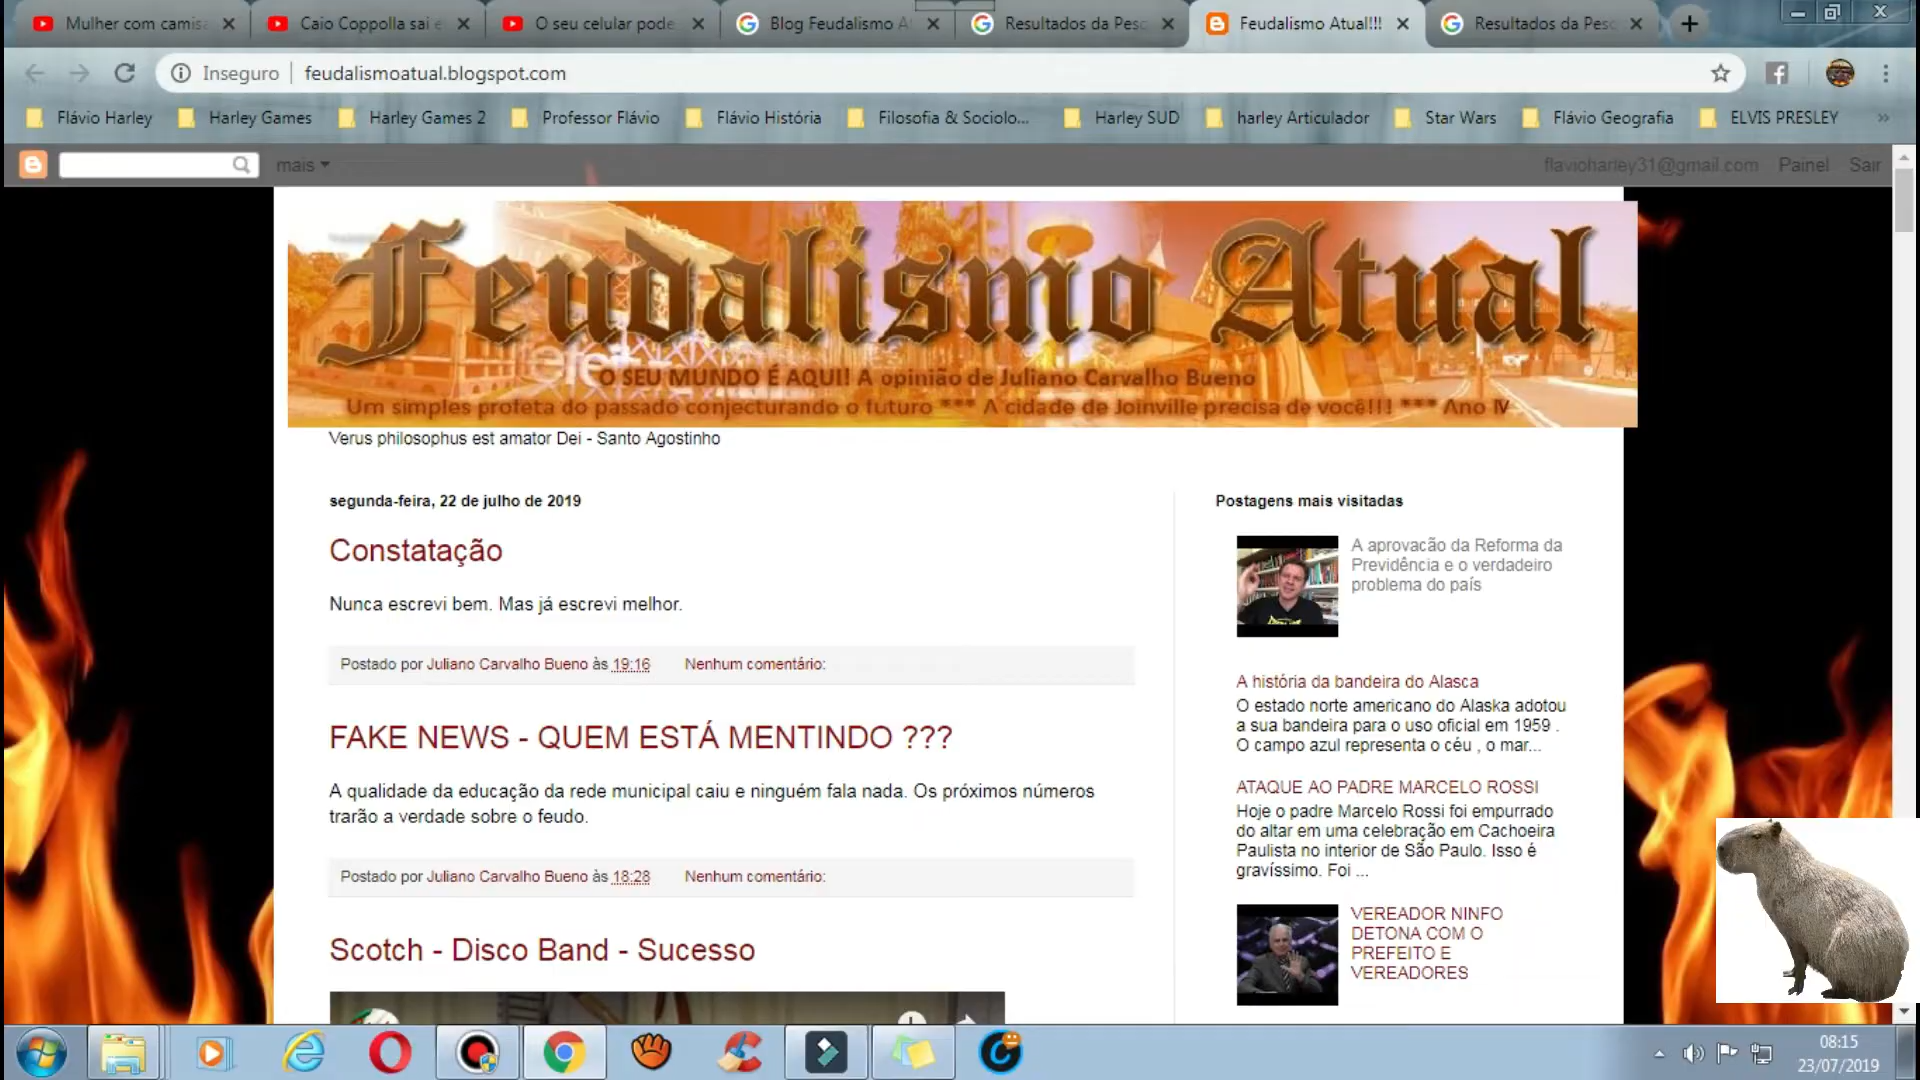 Mulher com camisa
Caio Coppolla sai e
O seu celular pode
Blog Feudalismo A
Resultados da Pesc
Feudalismo Atual!!!
Resultados da Pesc
Inseguro
feudalismoatual.blogspot.com
Flávio Harley
Harley Games
Harley Games 2
Professor Flávio
Flávio História
Filosofia & Sociolo...
Harley SUD
harley Articulador
Star Wars
Flávio Geografia
ELVIS PRESLEY
mais
flavioharley31@gmail.com
Painel
Sair
Feudalismo Atual
O SEU MUNDO É AQUI! A opinião de Juliano Carvalho Bueno
Um simples profeta do passado conjecturando o futuro *** A cidade de Joinville precisa de você!!! *** Ano IV
Verus philosophus est amator Dei - Santo Agostinho
segunda-feira, 22 de julho de 2019
Constatação
Nunca escrevi bem. Mas já escrevi melhor.
Postado por Juliano Carvalho Bueno às 19:16 Nenhum comentário:
FAKE NEWS - QUEM ESTÁ MENTINDO ???
A qualidade da educação da rede municipal caiu e ninguém fala nada. Os próximos números
trarão a verdade sobre o feudo.
Postado por Juliano Carvalho Bueno às 18:28 Nenhum comentário:
Scotch - Disco Band - Sucesso
Postagens mais visitadas
A aprovacão da Reforma da
Previdência e o verdadeiro
problema do país
A história da bandeira do Alasca
O estado norte americano do Alaska adotou
a sua bandeira para o uso oficial em 1959 .
O campo azul representa o céu , o mar...
ATAQUE AO PADRE MARCELO ROSSI
Hoje o padre Marcelo Rossi foi empurrado
do altar em uma celebração em Cachoeira
Paulista no interior de São Paulo. Isso é
gravíssimo. Foi ...
VEREADOR NINFO
DETONA COM O
PREFEITO E
VEREADORES
08:15
23/07/2019